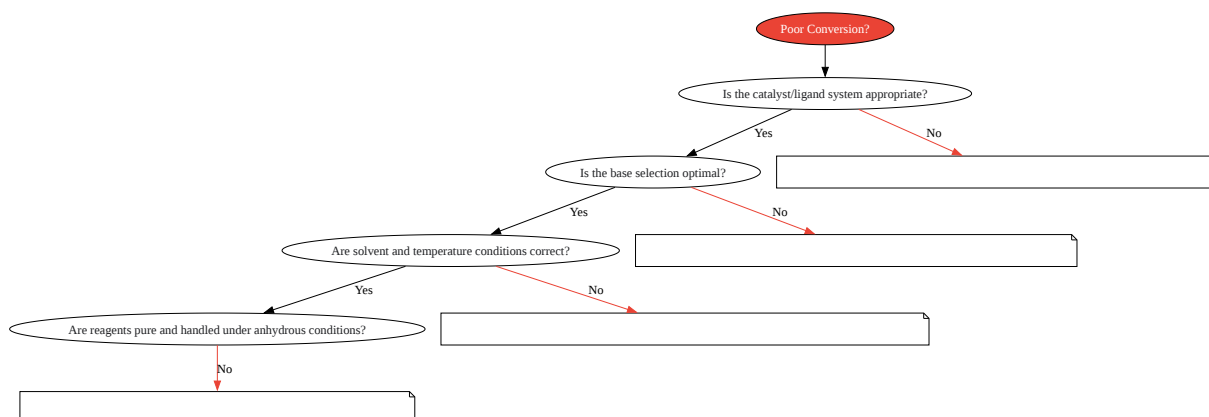 Poor Conversion?
Is the catalyst/ligand system appropriate?
Yes
No
Is the base selection optimal?
Yes
No
Are solvent and temperature conditions correct?
Yes
No
Are reagents pure and handled under anhydrous conditions?
No